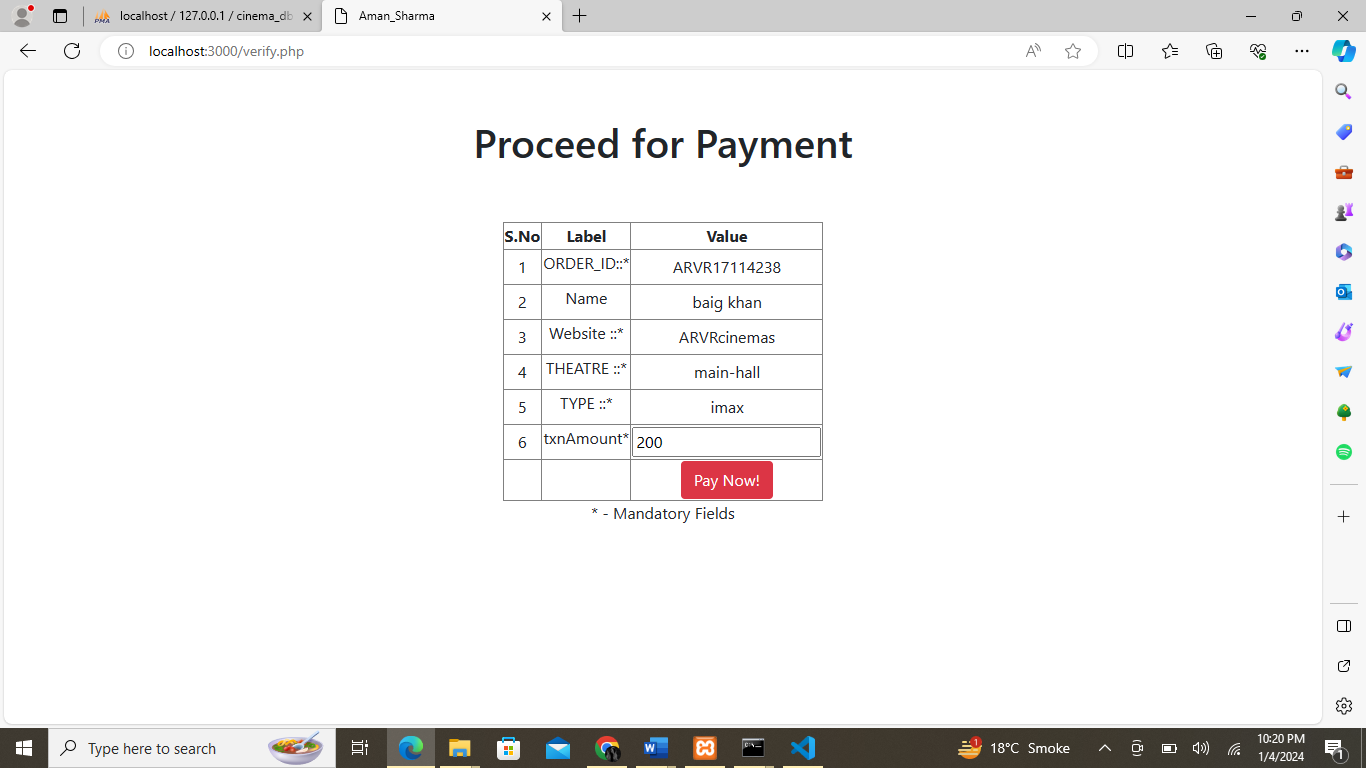 localhost / 127.0.0.1 / cinema_db
Aman_Sharma
localhost:3000/verify.php
Proceed for Payment
S.No Label Value
1 ORDER_ID::* ARVR17114238
2 Name baig khan
3 Website ::* ARVRcinemas
4 THEATRE ::* main-hall
5 TYPE ::* imax
6 txnAmount* 200
Pay Now!
* - Mandatory Fields
Type here to search
1
18°C Smoke
10:20 PM
1/4/2024
1